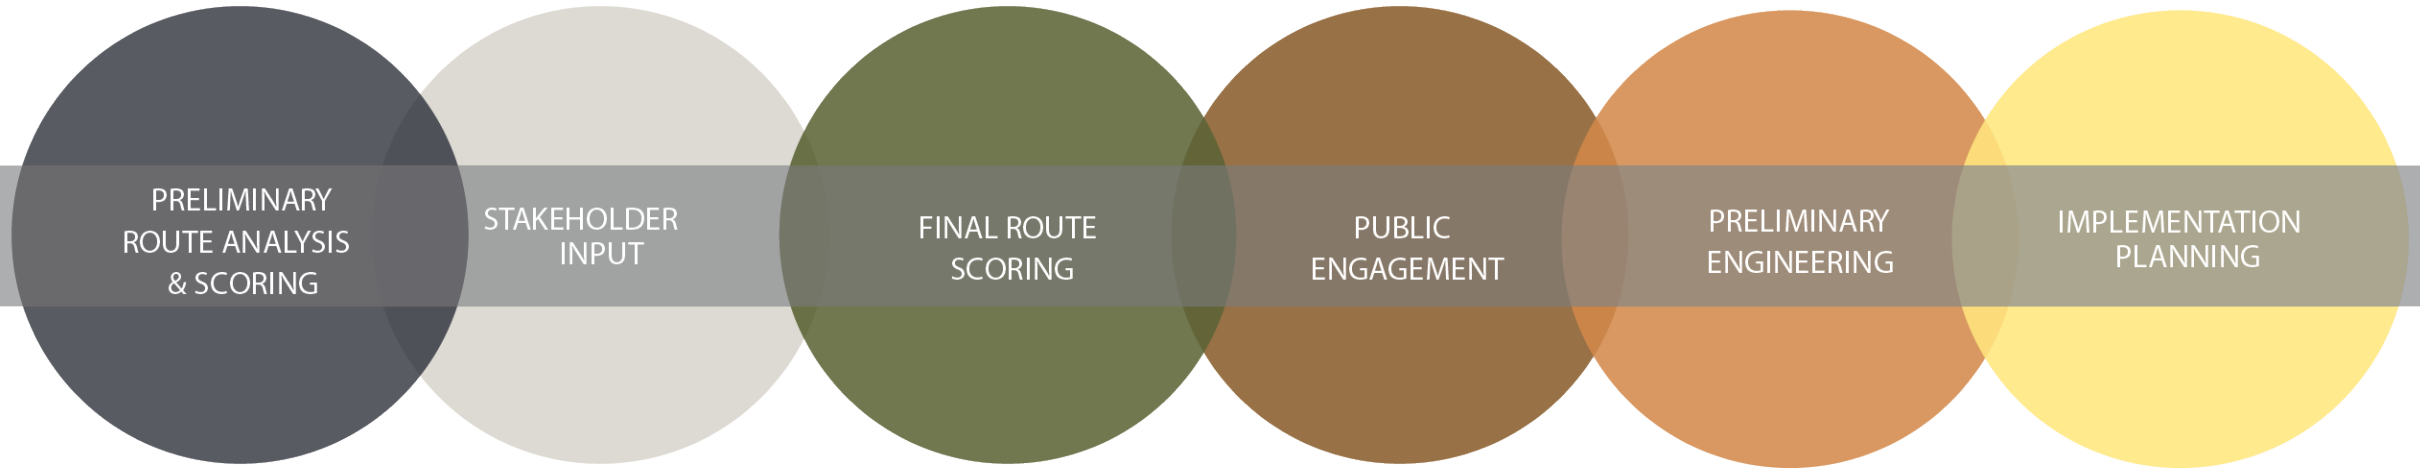 PRELIMINARY
ROUTE ANALYSIS
& SCORING
STAKEHOLDER
INPUT
FINAL ROUTE
SCORING
PUBLIC
ENGAGEMENT
PRELIMINARY
ENGINEERING
IMPLEMENTATION
PLANNING